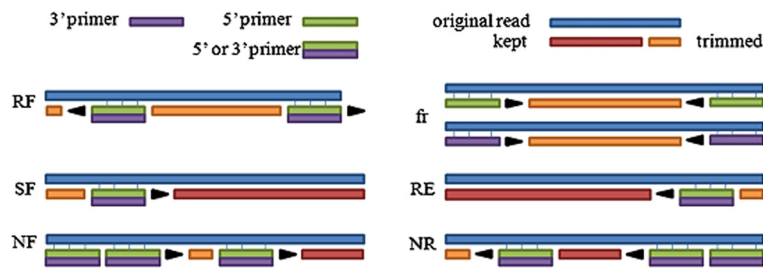 3'primer
5'primer
5' or 3'primer
original read
kept
trimmed
RF
fr
SF
RE
NF
NR